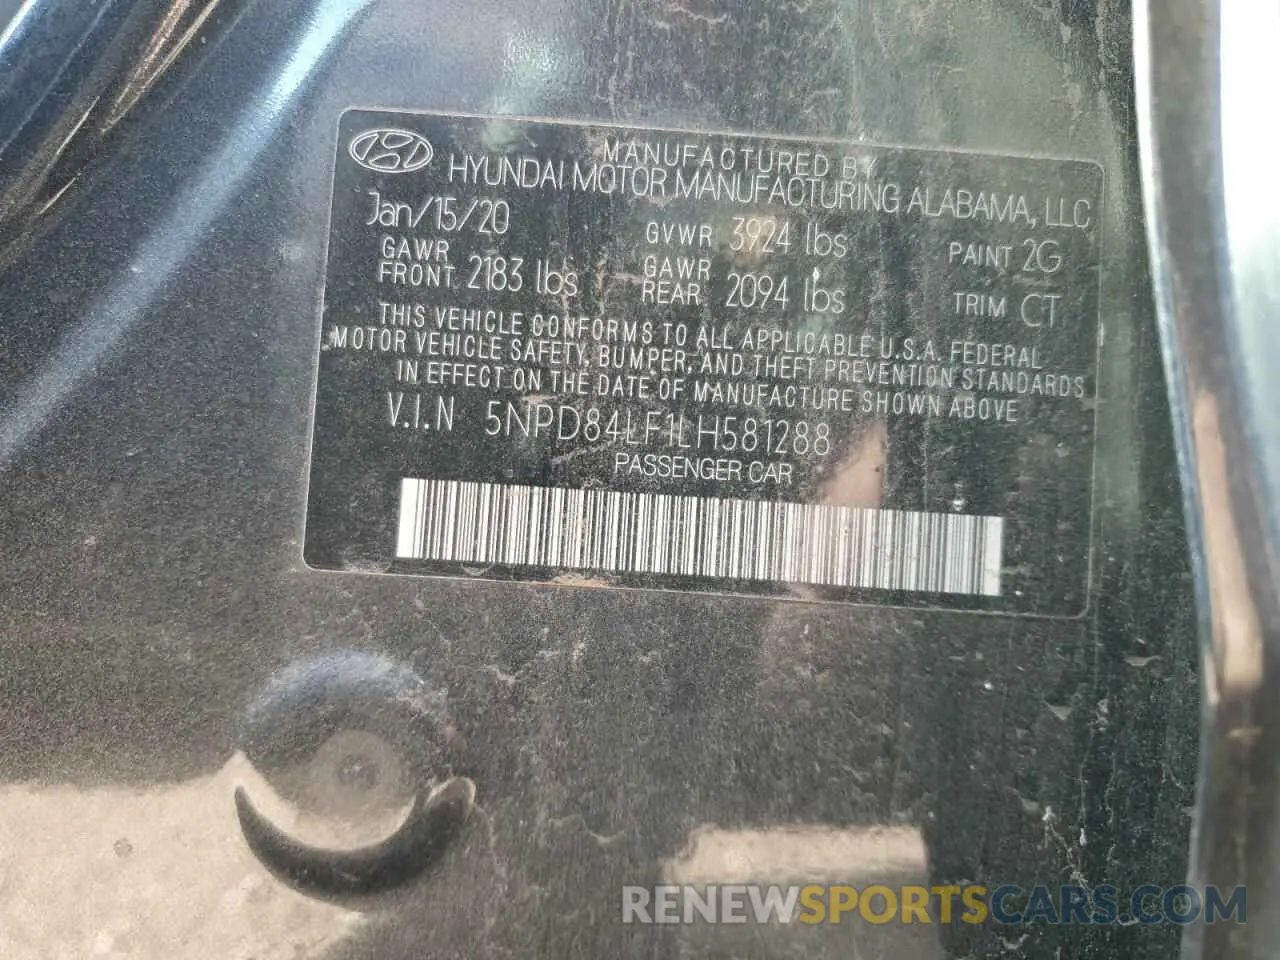 MANUFACTURED BY
HYUNDAI MOTOR MANUFACTURING ALABAMA, LLC
Jan/15/20 GVWR 3924 lbs PAINT 2G
GAWR FRONT 2183 lbs GAWR REAR 2094 lbs TRIM CT
THIS VEHICLE CONFORMS TO ALL APPLICABLE U.S.A. FEDERAL
MOTOR VEHICLE SAFETY, BUMPER, AND THEFT PREVENTION STANDARDS
IN EFFECT ON THE DATE OF MANUFACTURE SHOWN ABOVE
V.I.N 5NPD84LF1LH581288
PASSENGER CAR
RENEWSPORTSCARS.COM